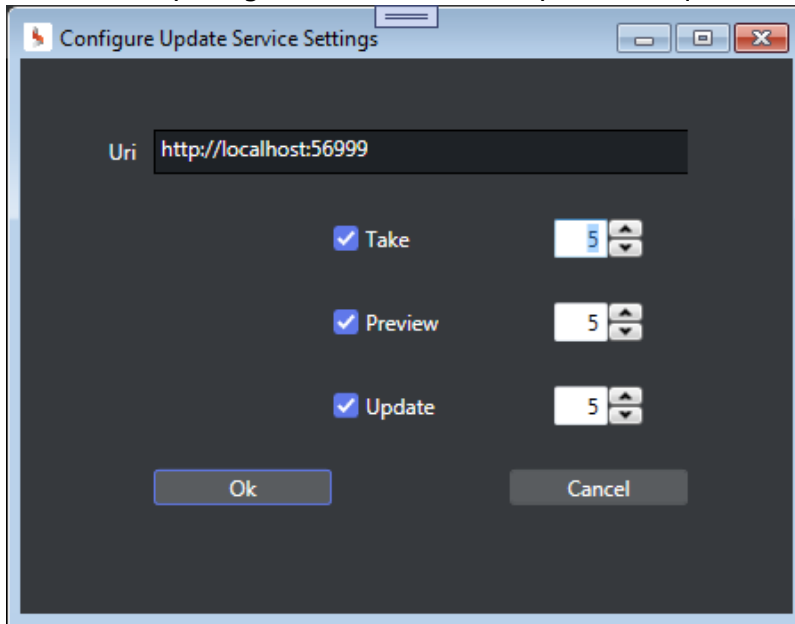 Configure Update Service Settings
Uri http://localhost:56999
Take 5
Preview 5
Update 5
Ok Cancel